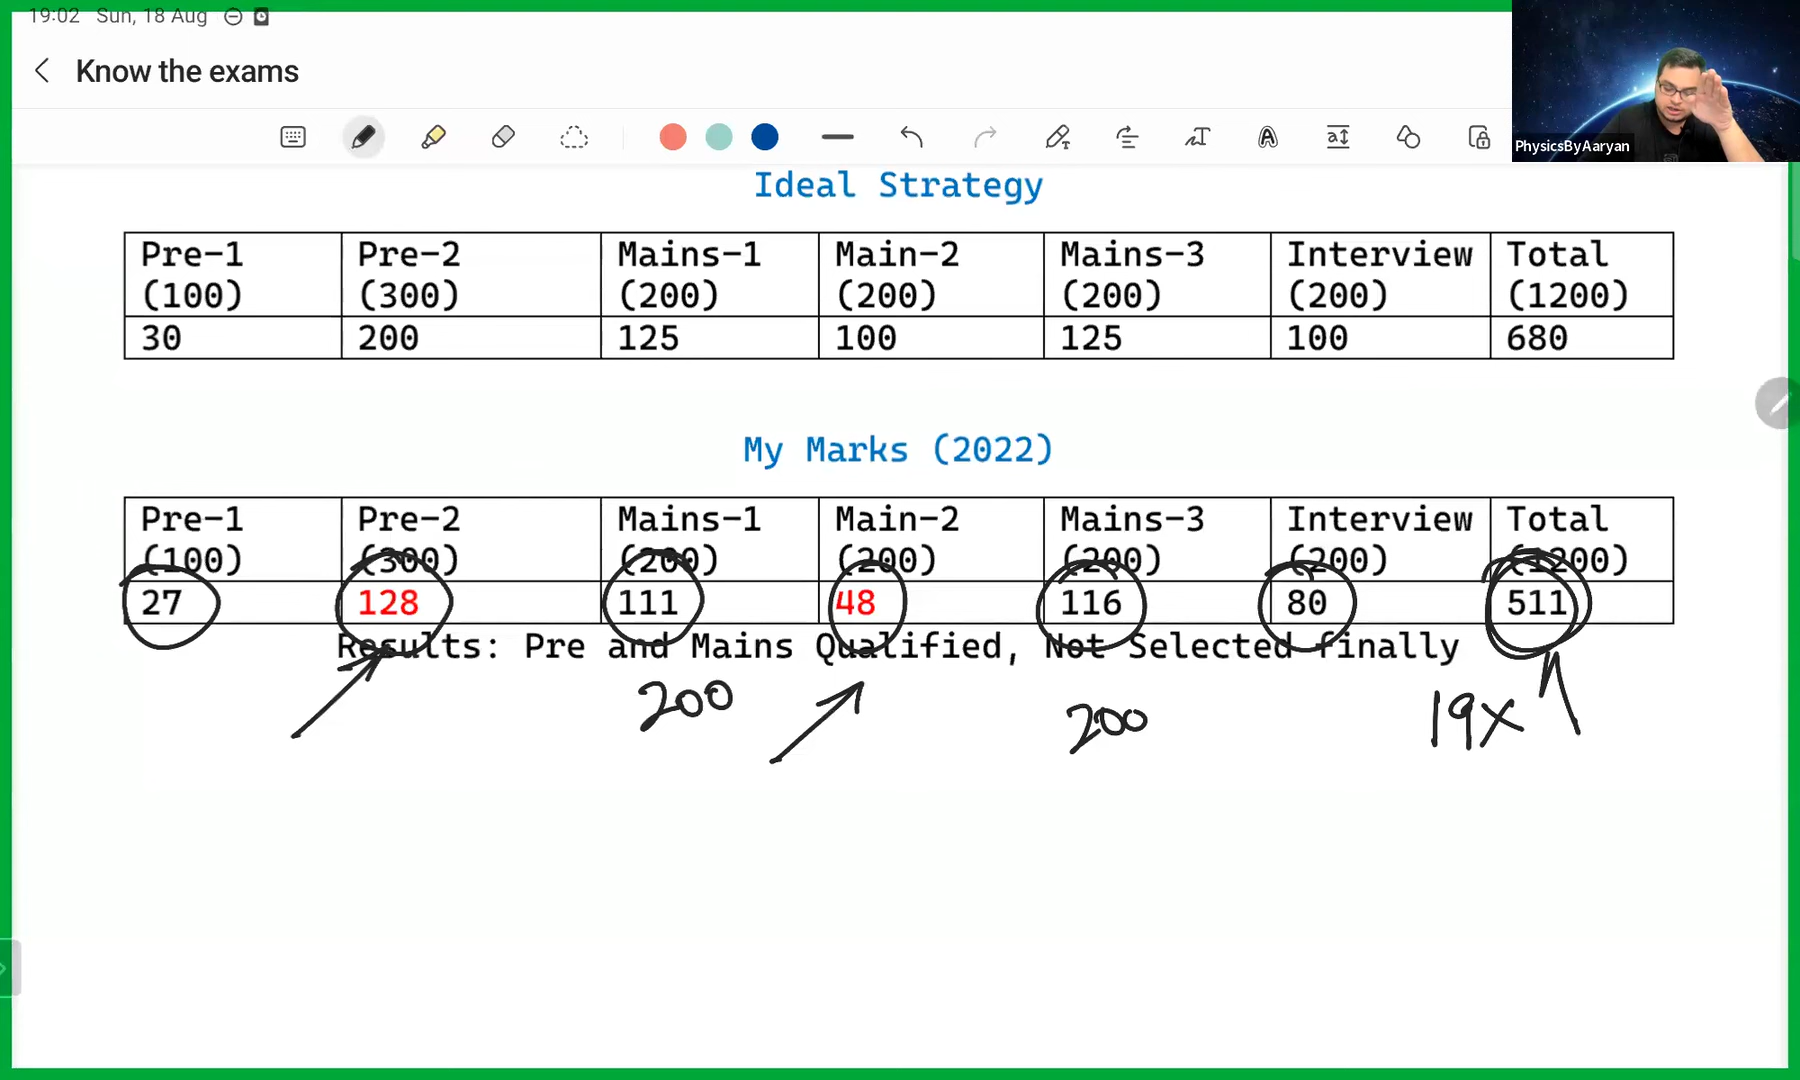 19:02 Sun, 18 Aug
Know the exams
PhysicsByAaryan
Ideal Strategy
Pre-1 (100) Pre-2 (300) Mains-1 (200) Main-2 (200) Mains-3 (200) Interview (200) Total (1200)
30 200 125 100 125 100 680
My Marks (2022)
Pre-1 (100) Pre-2 (300) Mains-1 (200) Main-2 (200) Mains-3 (200) Interview (200) Total (1200)
27 128 111 48 116 80 511
Results: Pre and Mains Qualified, Not Selected finally
200 200 19x